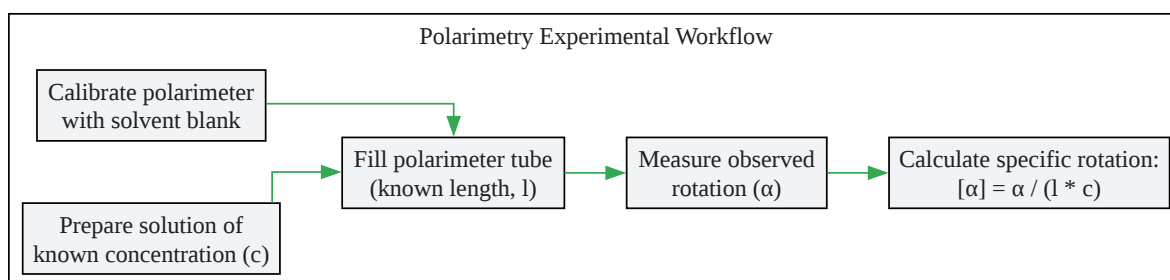 Polarimetry Experimental Workflow
Calibrate polarimeter
with solvent blank
Prepare solution of
known concentration (c)
Fill polarimeter tube
(known length, l)
Measure observed
rotation (α)
Calculate specific rotation:
[α] = α / (l * c)